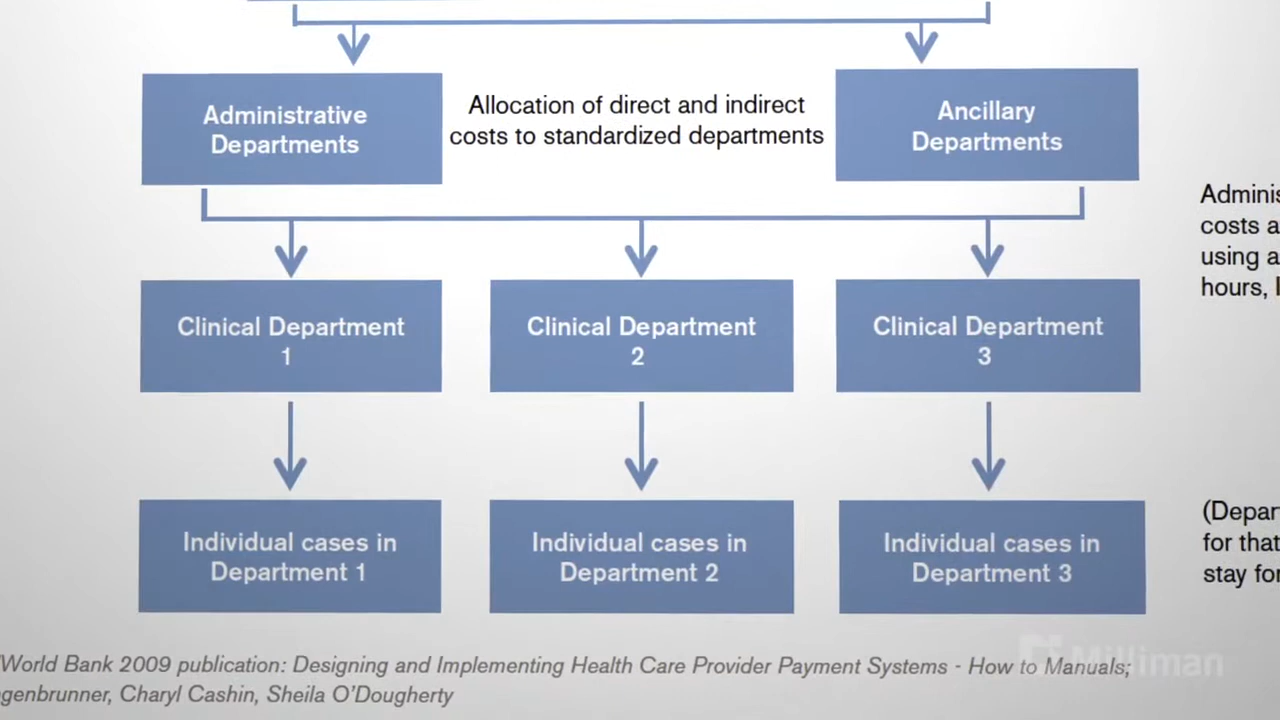 Administrative
Departments
Allocation of direct and indirect
costs to standardized departments
Ancillary
Departments
costs a
using a
hours,
Clinical Department
1
Clinical Department
2
Clinical Department
3
Individual cases in
Department 1
Individual cases in
Department 2
Individual cases in
Department 3
for that
stay for
World Bank 2009 publication: Designing and Implementing Health Care Provider Payment Systems - How to Manuals;
genbrunner, Charyl Cashin, Sheila O'Dougherty
Milliman